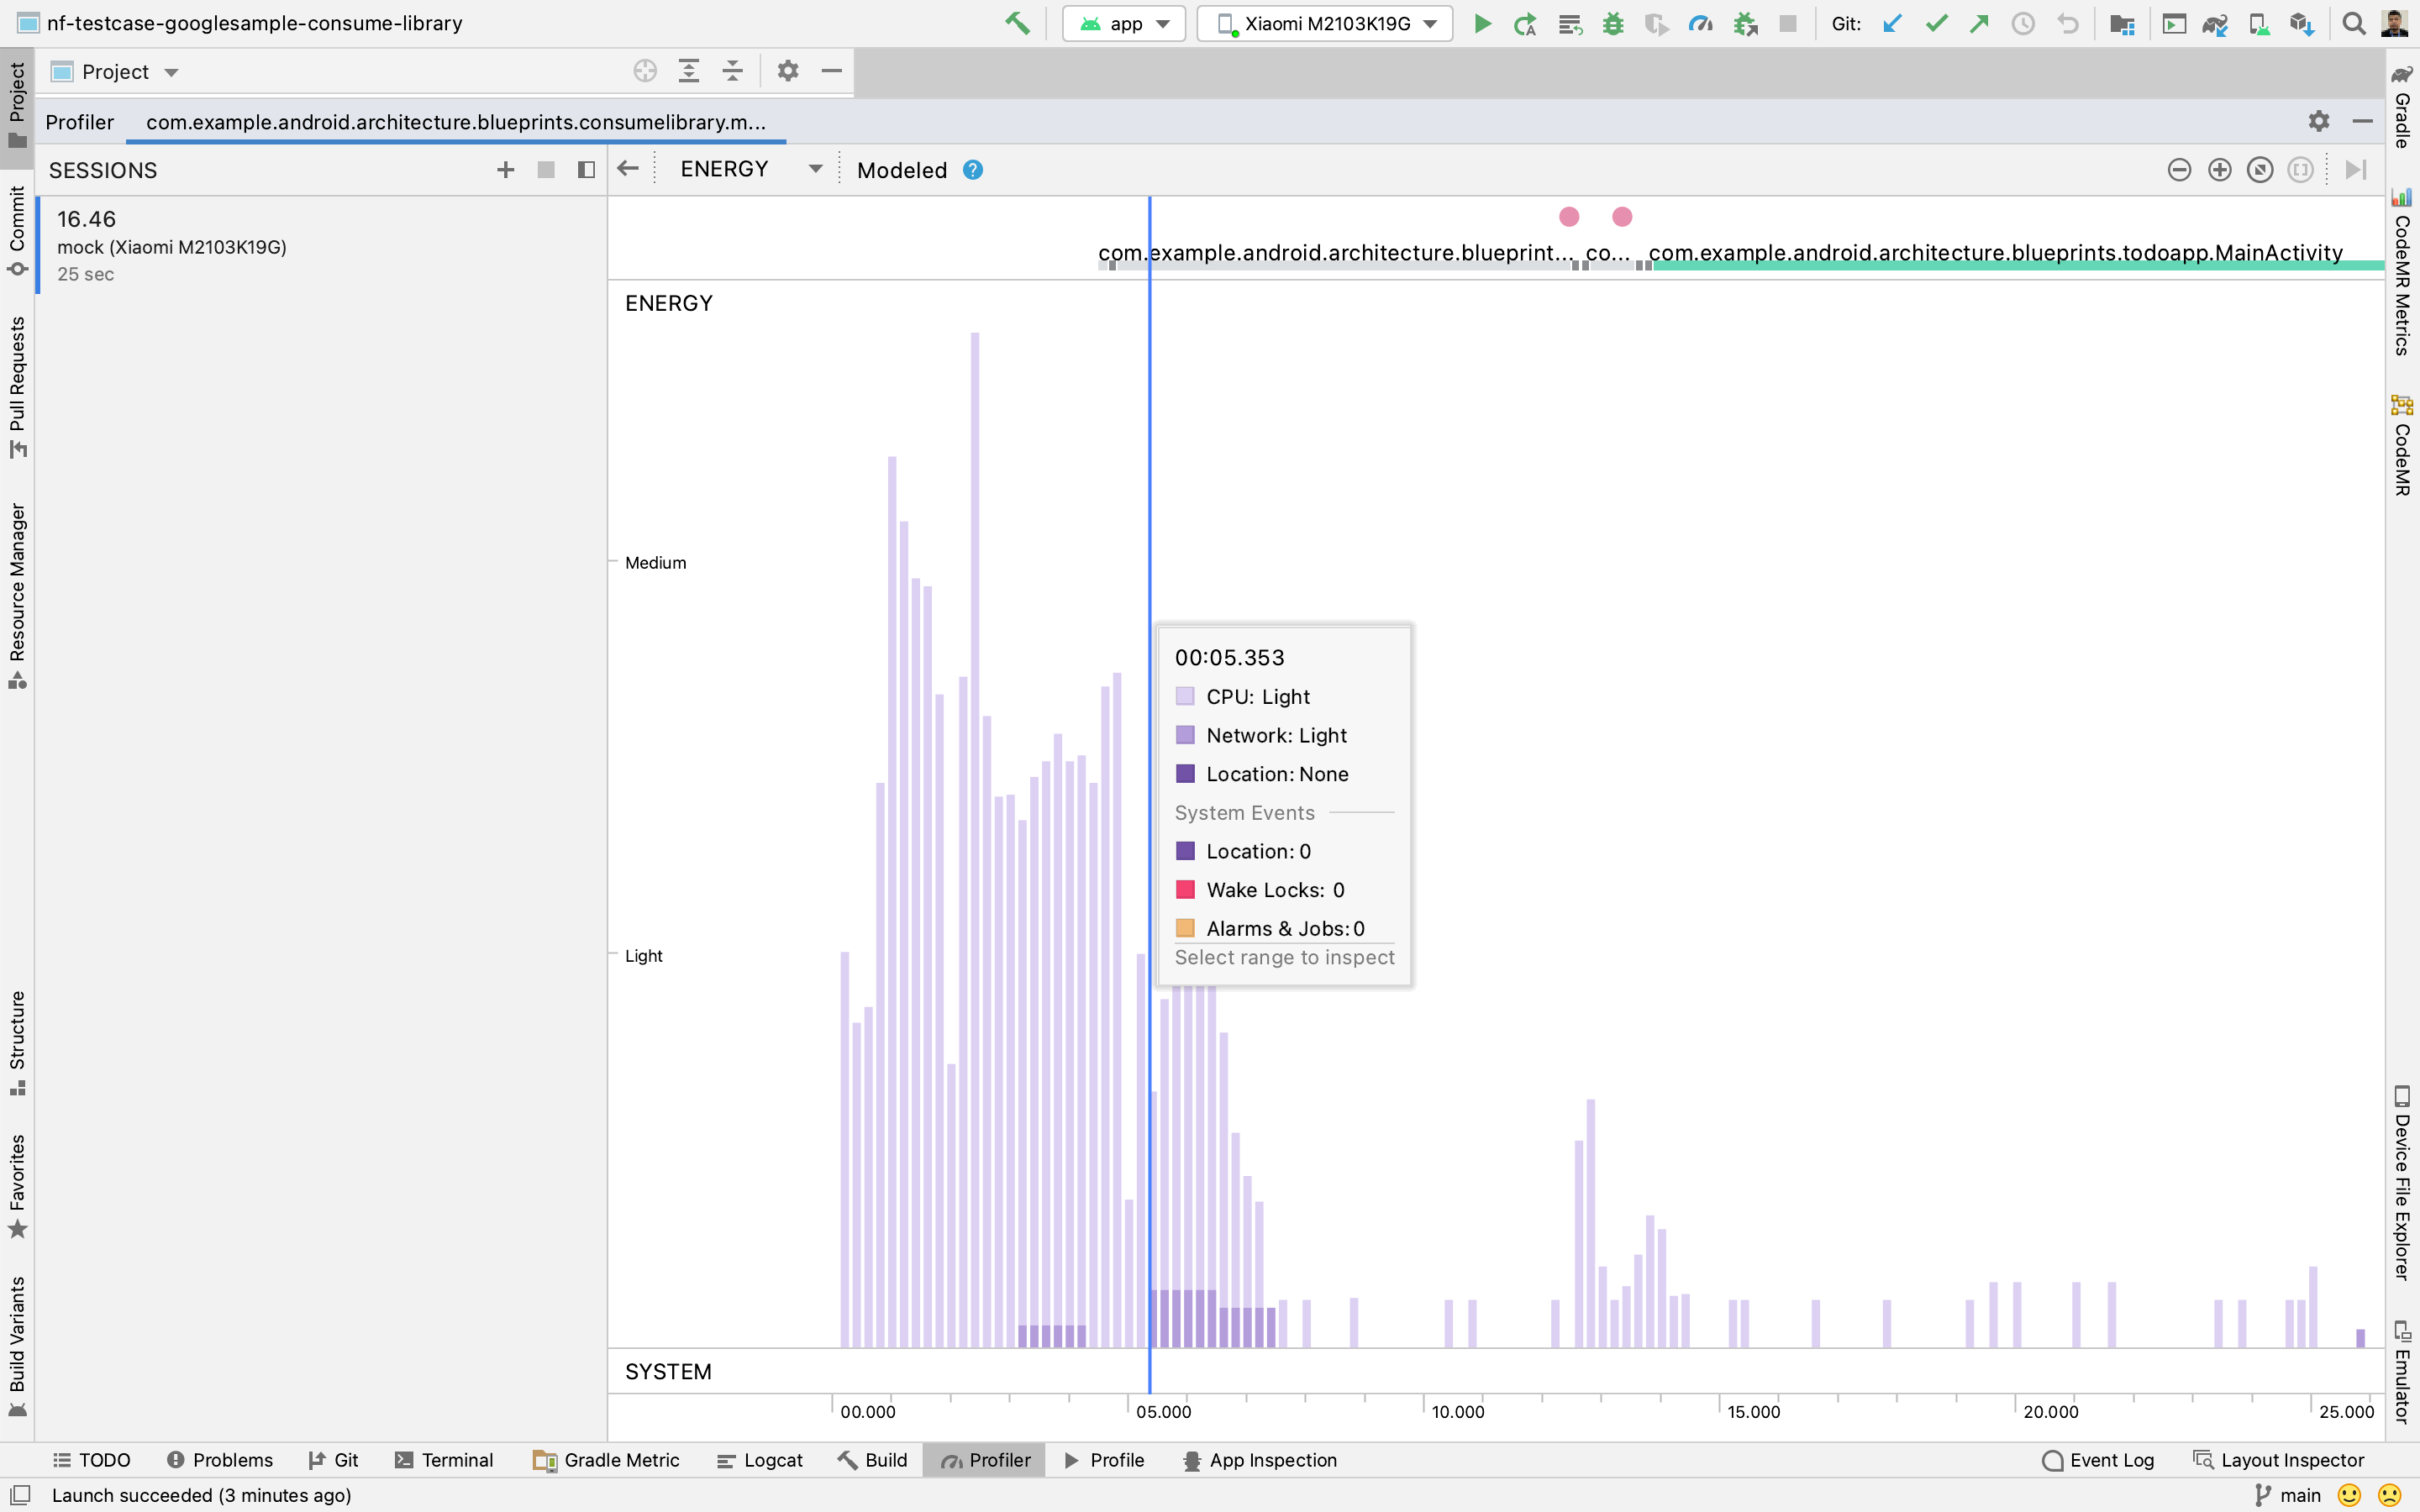 nf-testcase-googlesample-consume-library
app
Xiaomi M2103K19G
Git:
Project
Profiler
com.example.android.architecture.blueprints.consumelibrary.m...
SESSIONS
ENERGY
Modeled
?
16.46
mock (Xiaomi M2103K19G)
25 sec
com.example.android.architecture.blueprint...
co...
com.example.android.architecture.blueprints.todoapp.MainActivity
ENERGY
Medium
Light
00:05.353
CPU: Light
Network: Light
Location: None
System Events
Location: 0
Wake Locks: 0
Alarms & Jobs: 0
Select range to inspect
SYSTEM
00.000
05.000
10.000
15.000
20.000
25.000
Project
Commit
Pull Requests
Resource Manager
Structure
Favorites
Build Variants
Gradle
CodeMR Metrics
CodeMR
Device File Explorer
Emulator
TODO
Problems
Git
Terminal
Gradle Metric
Logcat
Build
Profiler
Profile
App Inspection
Event Log
Layout Inspector
Launch succeeded (3 minutes ago)
main